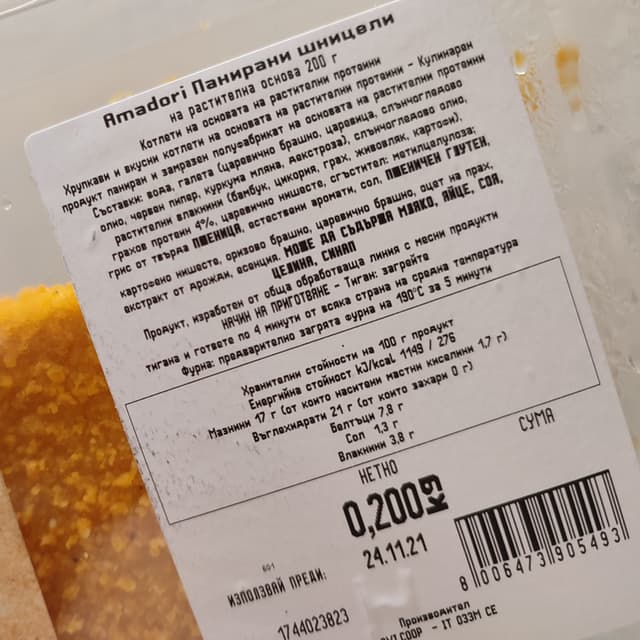 Amadori Панирани шницели
на растителна основа 200 г
Котлети на основата на растителни протеини
Хрупкави и вкусни котлети на основата на растителни протеини - Кулинарен
продукт паниран и замразен полуфабрикат на основата на растителни протеини
Съставки: вода, галета (царевично брашно, царевица, слънчогледово
олио, червен пипер, куркума мляна, декстроза), слънчогледово олио,
растителни влакнини (бамбук, цикория, грах, живовляк, картофи),
грахов протеин 4%, царевично нишесте, сгъстител: метилцелулоза;
грис от твърда ПШЕНИЦА, естествени аромати, сол, ПШЕНИЧЕН ГЛУТЕН,
картофено нишесте, оризово брашно, царевично брашно, оцет на прах,
екстракт от дрожди, есенция. МОЖЕ ДА СЪДЪРЖА МЛЯКО, ЯЙЦЕ, СОЯ,
ЦЕЛИНА, СИНАП
Продукт, изработен от обща обработваща линия с месни продукти
НАЧИН НА ПРИГОТВЯНЕ - Тиган: загрейте
тигана и гответе по 4 минути от всяка страна на средна температура
Фурна: предварително загрята фурна на 190°C за 5 минути
Хранителни стойности на 100 г продукт
Енергийна стойност kJ/kcal 1149 / 276
Мазнини 17 г (от които наситени мастни киселини 1,7 г)
Въглехидрати 21 г (от които захари 0 г)
Белтъци 7,8 г
Сол 1,3 г
Влакнини 3,8 г
НЕТНО
СУМА
0,200kg
24.11.21
ИЗПОЛЗВАЙ ПРЕДИ:
8 006473 905493
1744023823
Производител
COOP - IT 033M CE